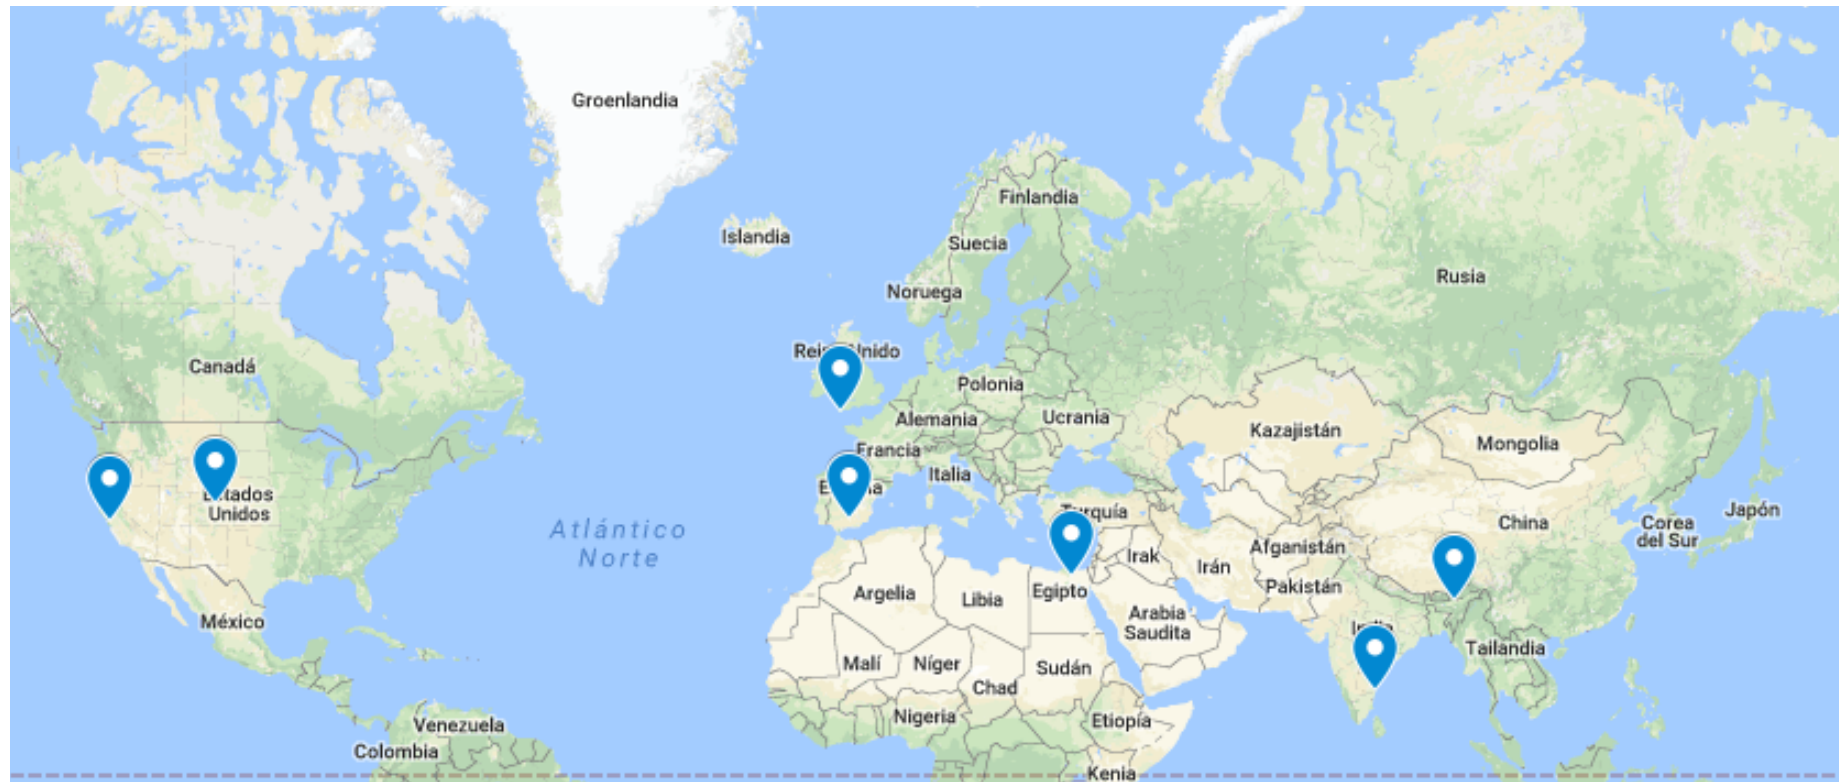 Groenlandia
Finlandia
Islandia
Suecia
Rusia
Noruega
Canadá
Polonia
Alemania
Ucrania
Kazajistán
Mongolia
Francia
Italia
Unidos
Atlántico
Norte
China
Japón
Corea
del Sur
Afganistán
Irak
Irán
Pakistán
Argelia
Libia
Egipto
Arabia
Saudita
México
Tailandia
Malí
Níger
Sudán
Chad
Nigeria
Etiopía
Venezuela
Colombia
Kenia